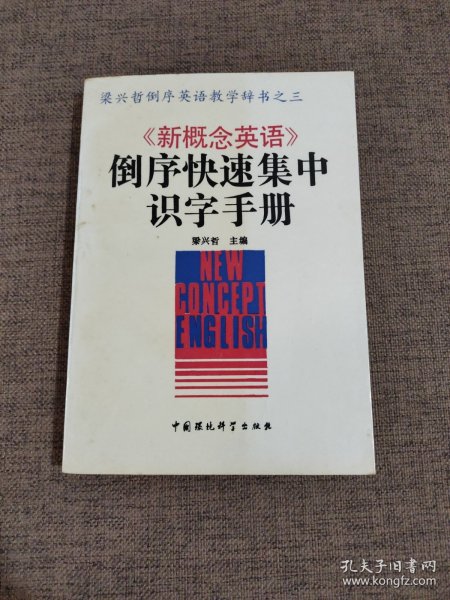 梁兴哲倒序英语教学辞书之三
《新概念英语》
倒序快速集中
识字手册
梁兴哲 主编
NEW
CONCEPT
ENGLISH
中国环境科学出版社
孔夫子旧书网
www.kongfz.com